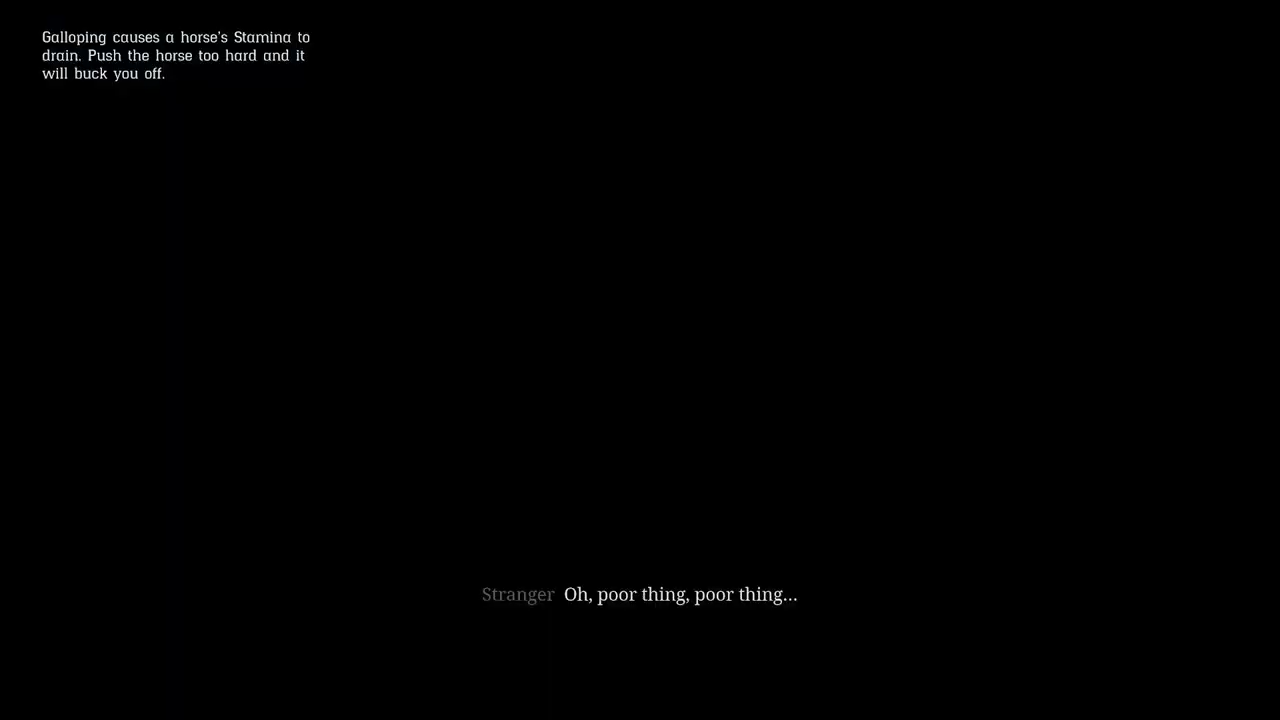 Galloping causes a horse's Stamina to
drain. Push the horse too hard and it
will buck you off.
Stranger Oh, poor thing, poor thing...